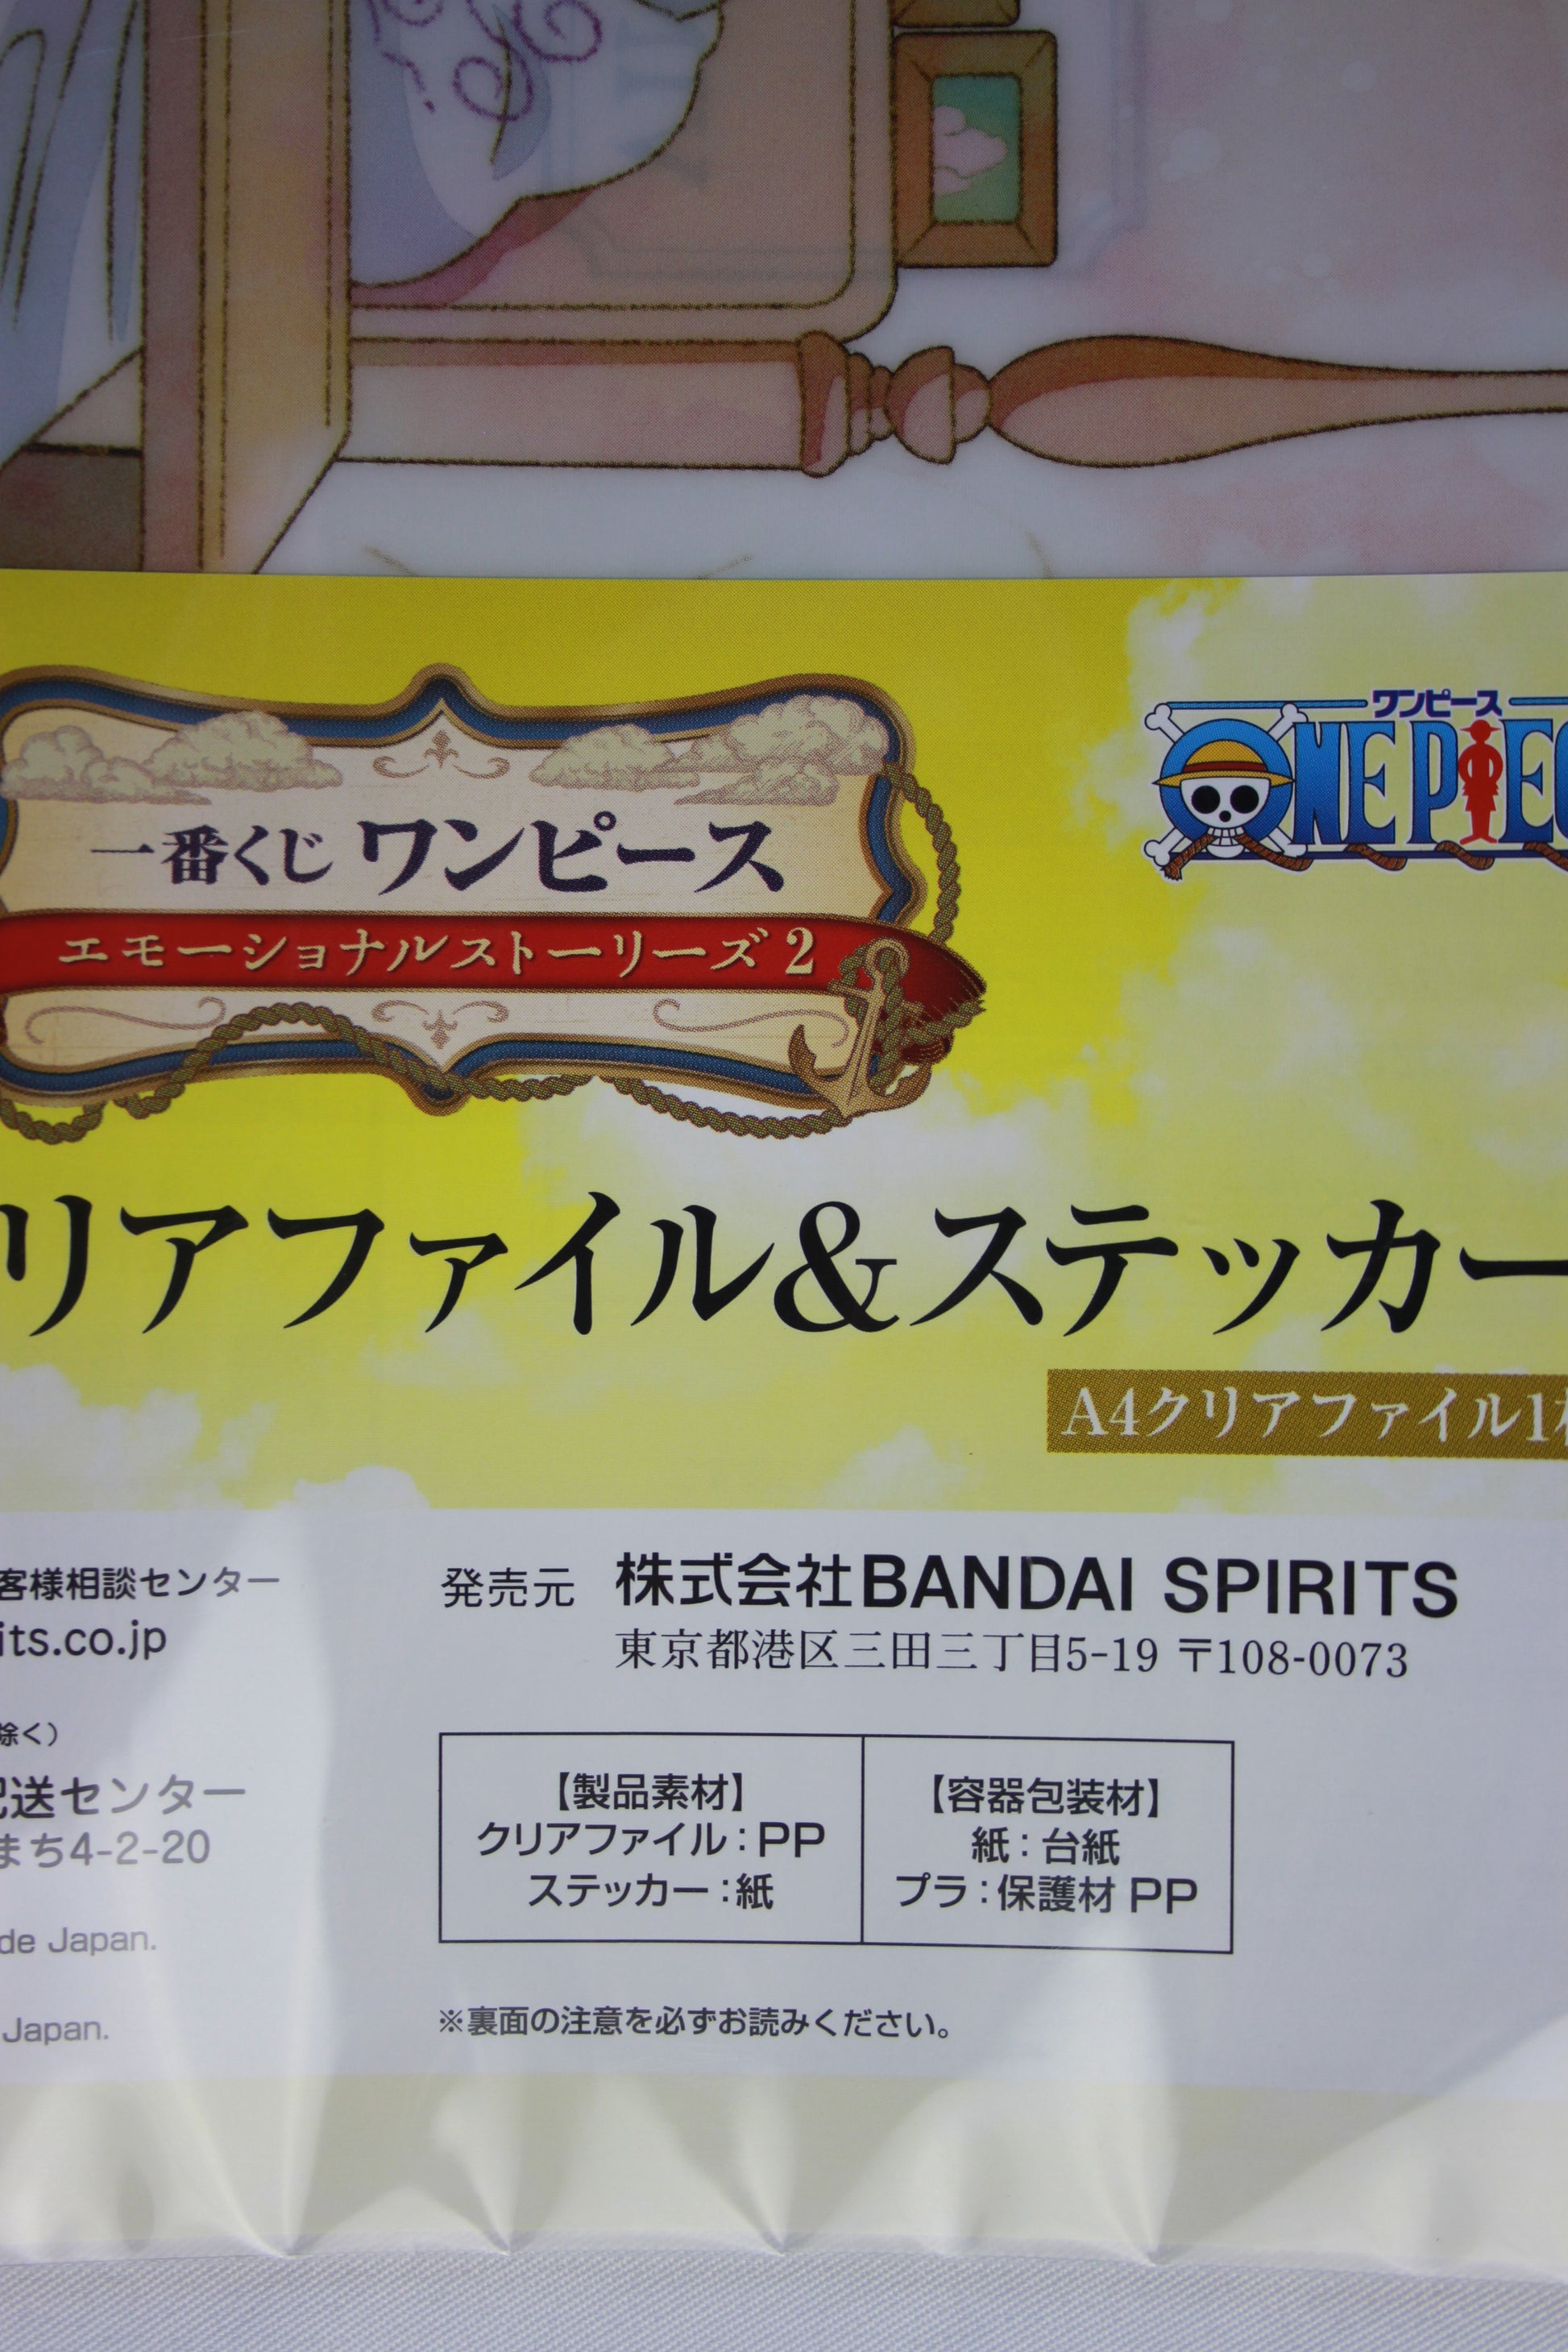 一番くじ ワンピース
エモーショナルストーリーズ2
ワンピース
ONE PIEC
リアファイル&ステッカー
A4クリアファイル1
客様相談センター
its.co.jp
除く）
送センター
まち4-2-20
de Japan.
Japan.
発売元 株式会社BANDAI SPIRITS
東京都港区三田三丁目5-19 〒108-0073
【製品素材】
クリアファイル：PP
ステッカー：紙
【容器包装材】
紙：台紙
プラ：保護材 PP
※裏面の注意を必ずお読みください。